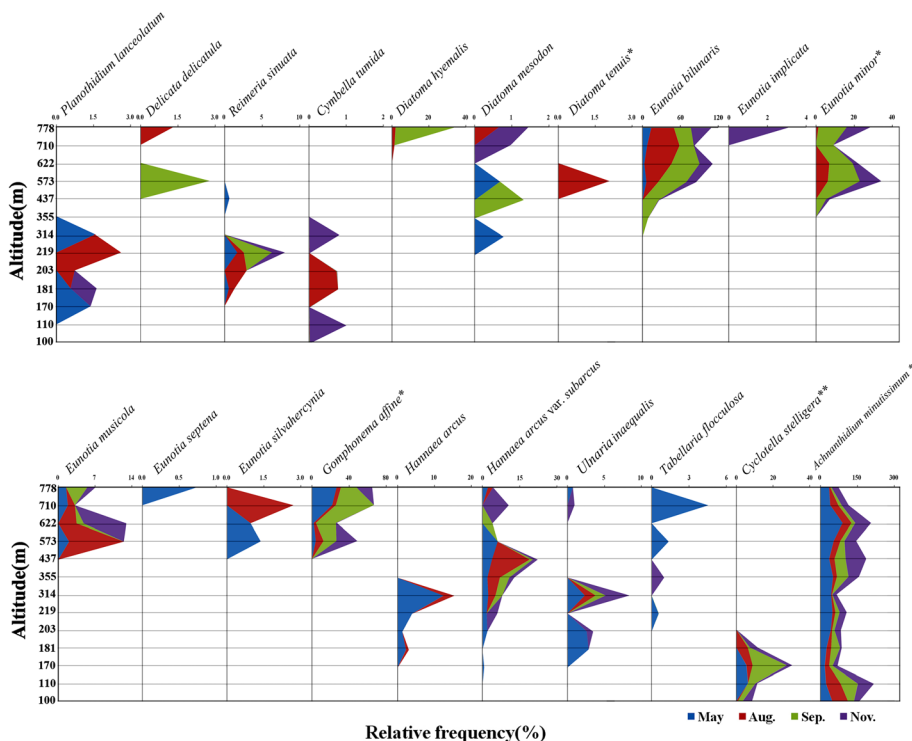 Planothidium lanceolatum
Delicata delicatula
Reimeria sinuata
Cymbella tumida
Diatoma hyemalis
Diatoma mesodon
Diatoma tenuis*
Eunotia bilunaris
Eunotia implicata
Eunotia minor*
0.0 1.5 3.0
0.0 1.5 3.0
0 5 10
0 1 2
0 20 40
0 1 2
0.0 1.5 3.0
0 60 120
0 2 4
0 20 40
Altitude(m)
778
710
622
573
437
355
314
219
203
181
170
110
100
Eunotia musicola
Eunotia septena
Eunotia silvahercynia
Gomphonema affine*
Hannaea arcus
Hannaea arcus var. subarcus
Ulnaria inaequalis
Tabellaria flocculosa
Cyclotella stelligera**
Achnanthidium minutissimum *
0 7 14
0.0 0.5 1.0
0.0 1.5 3.0
0 40 80
0 10 20
0 15 30
0 5 10
0 3 6
0 20 40
0 150 300
Altitude(m)
778
710
622
573
437
355
314
219
203
181
170
110
100
May Aug. Sep. Nov.
Relative frequency(%)